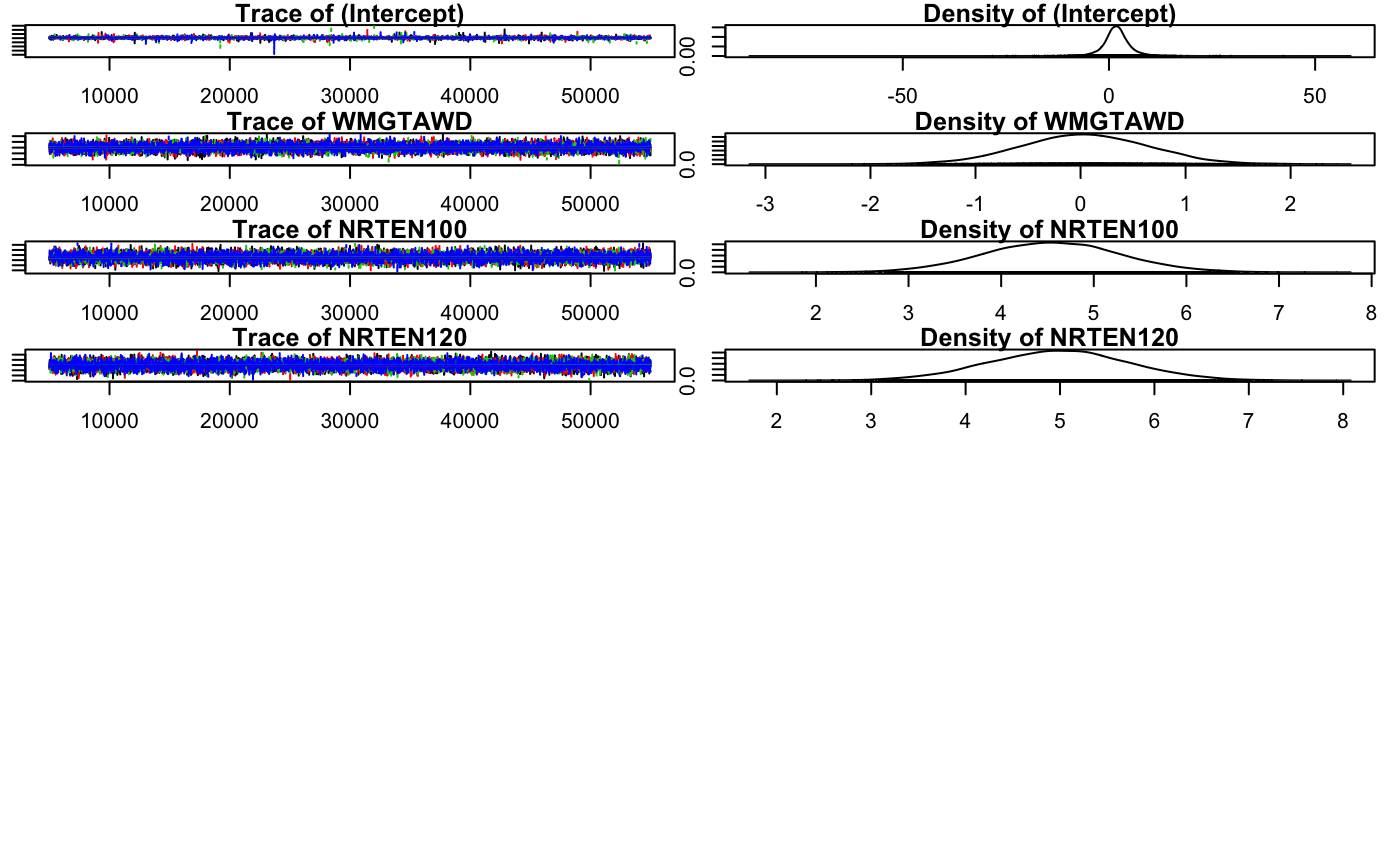 Trace of (Intercept) Density of (Intercept)
0.00
10000 20000 30000 40000 50000 -50 0 50
Trace of WMGTAWD Density of WMGTAWD
0.0
10000 20000 30000 40000 50000 -3 -2 -1 0 1 2
Trace of NRTEN100 Density of NRTEN100
0.0
10000 20000 30000 40000 50000 2 3 4 5 6 7 8
Trace of NRTEN120 Density of NRTEN120
0.0
10000 20000 30000 40000 50000 2 3 4 5 6 7 8